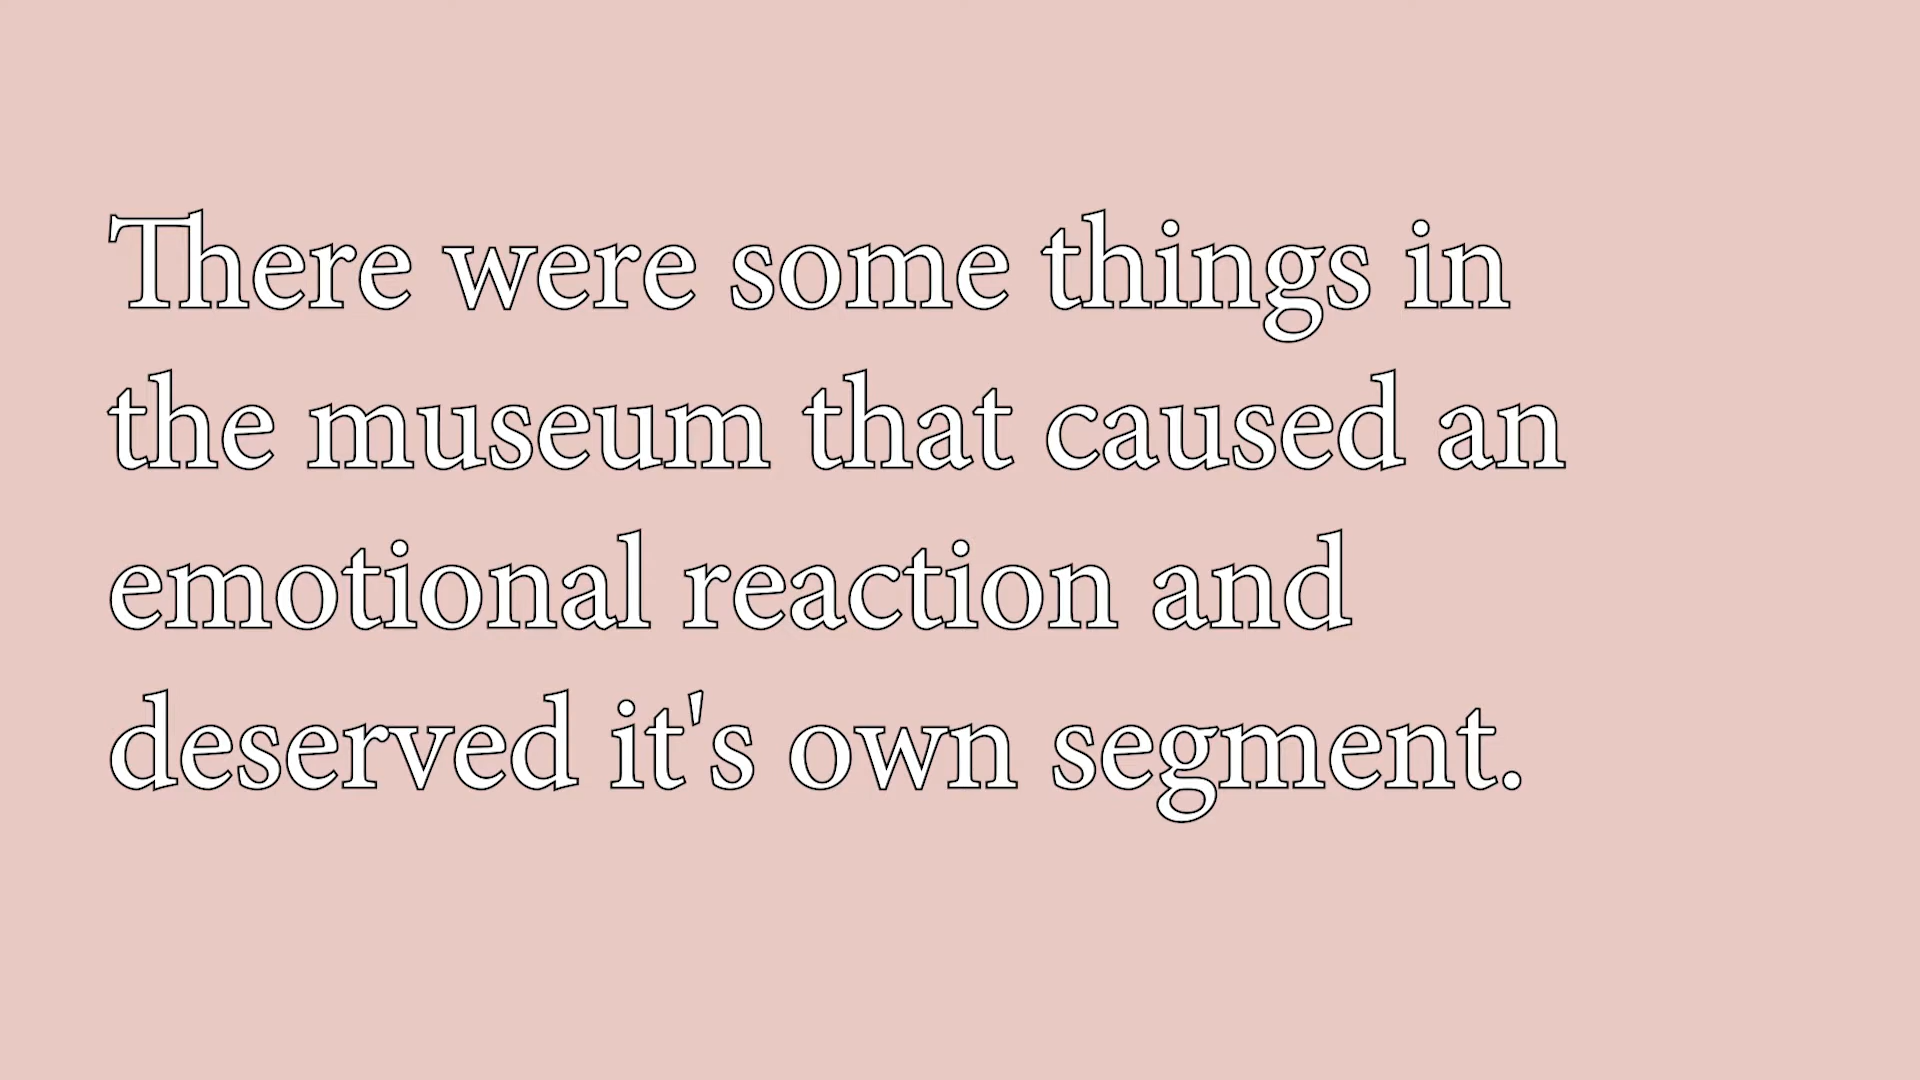 There were some things in
the museum that caused an
emotional reaction and
deserved it's own segment.